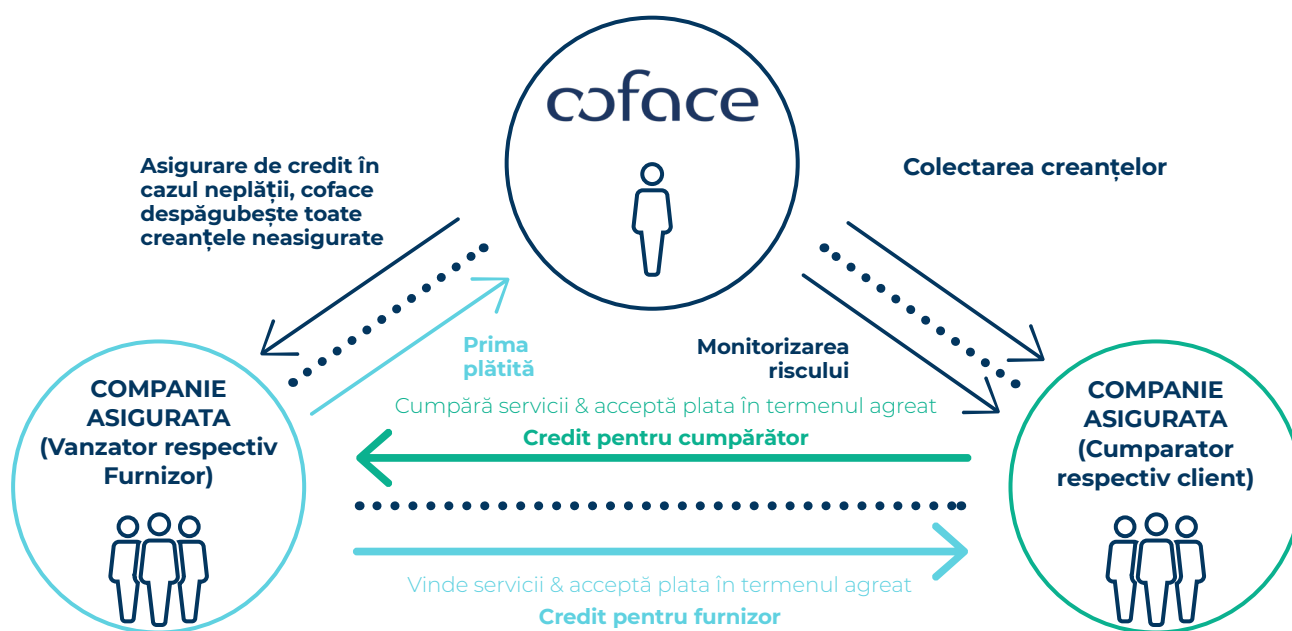 coface
Asigurare de credit în
cazul neplății, coface
despăgubește toate
creanțele neasigurate
Colectarea creanțelor
Prima
plătită
Monitorizarea
riscului
COMPANIE
ASIGURATA
(Vanzator respectiv
Furnizor)
Cumpără servicii & acceptă plata în termenul agreat
Credit pentru cumpărător
COMPANIE
ASIGURATA
(Cumparator
respectiv client)
Vinde servicii & acceptă plata în termenul agreat
Credit pentru furnizor